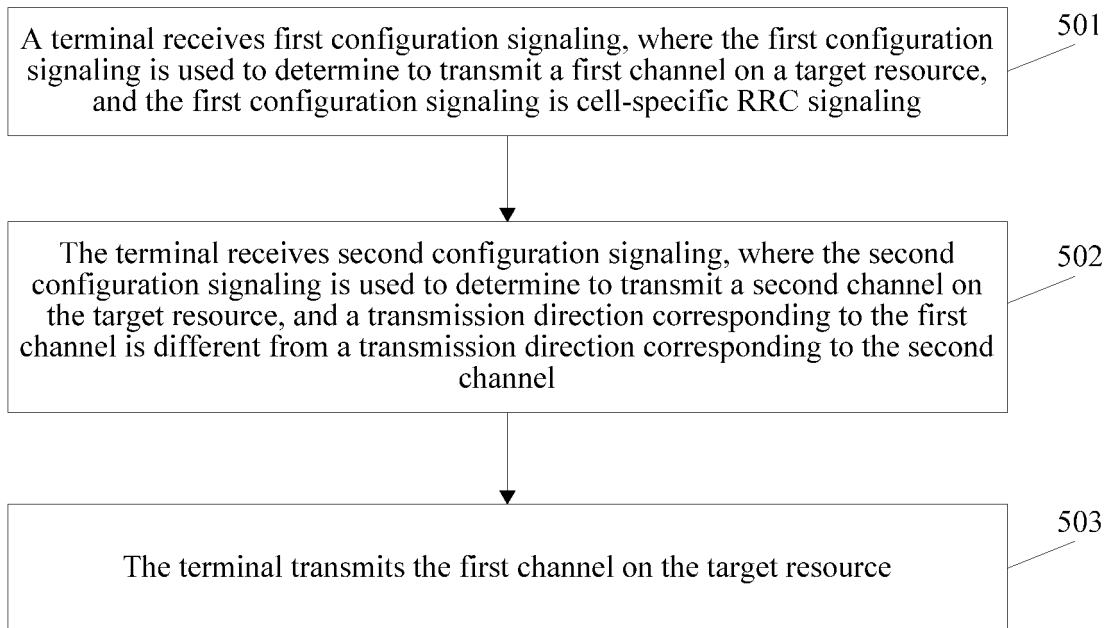 A terminal receives first configuration signaling, where the first configuration
signaling is used to determine to transmit a first channel on a target resource,
and the first configuration signaling is cell-specific RRC signaling
501
The terminal receives second configuration signaling, where the second
configuration signaling is used to determine to transmit a second channel on
the target resource, and a transmission direction corresponding to the first
channel is different from a transmission direction corresponding to the second
channel
502
The terminal transmits the first channel on the target resource
503